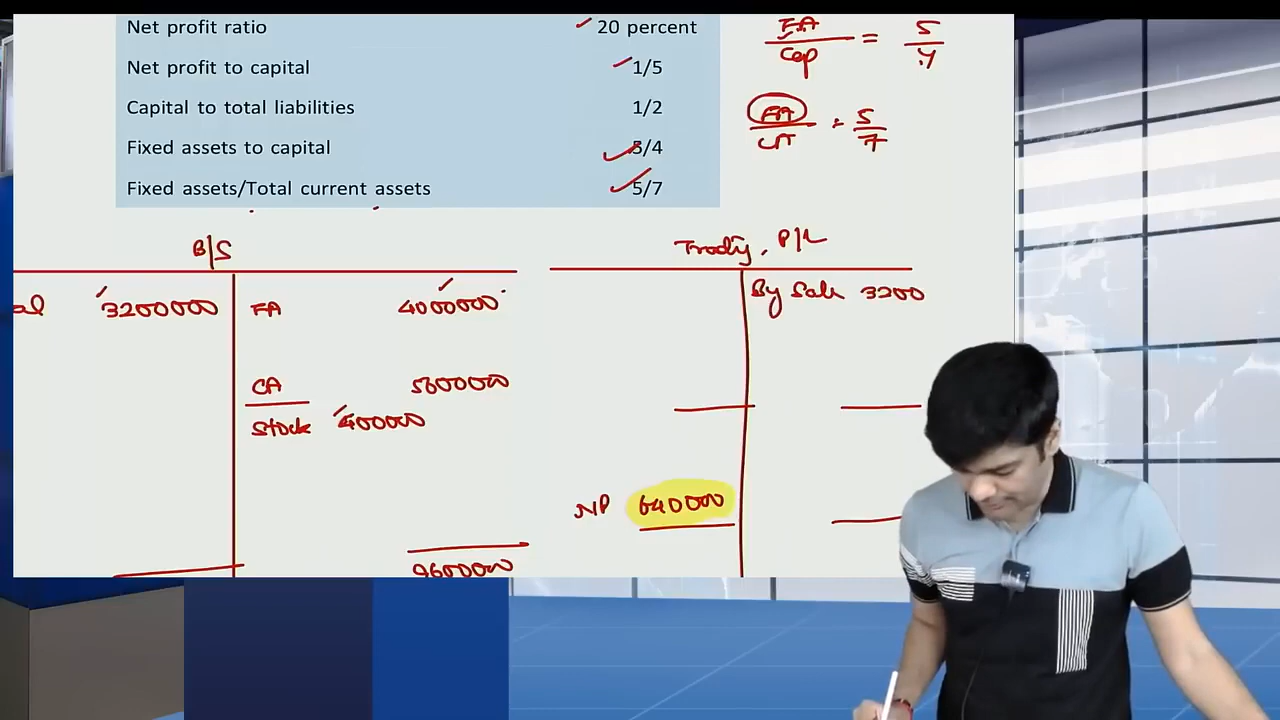 Net profit ratio 20 percent
Net profit to capital 1/5
Capital to total liabilities 1/2
Fixed assets to capital 5/4
Fixed assets/Total current assets 5/7
FA/Cap = 5/4
FA/CA = 5/7
B/S
al 3200000 FA 4000000
CA 5600000
Stock 400000
9600000
Trading, P/L
By Sale 3200
NP 640000